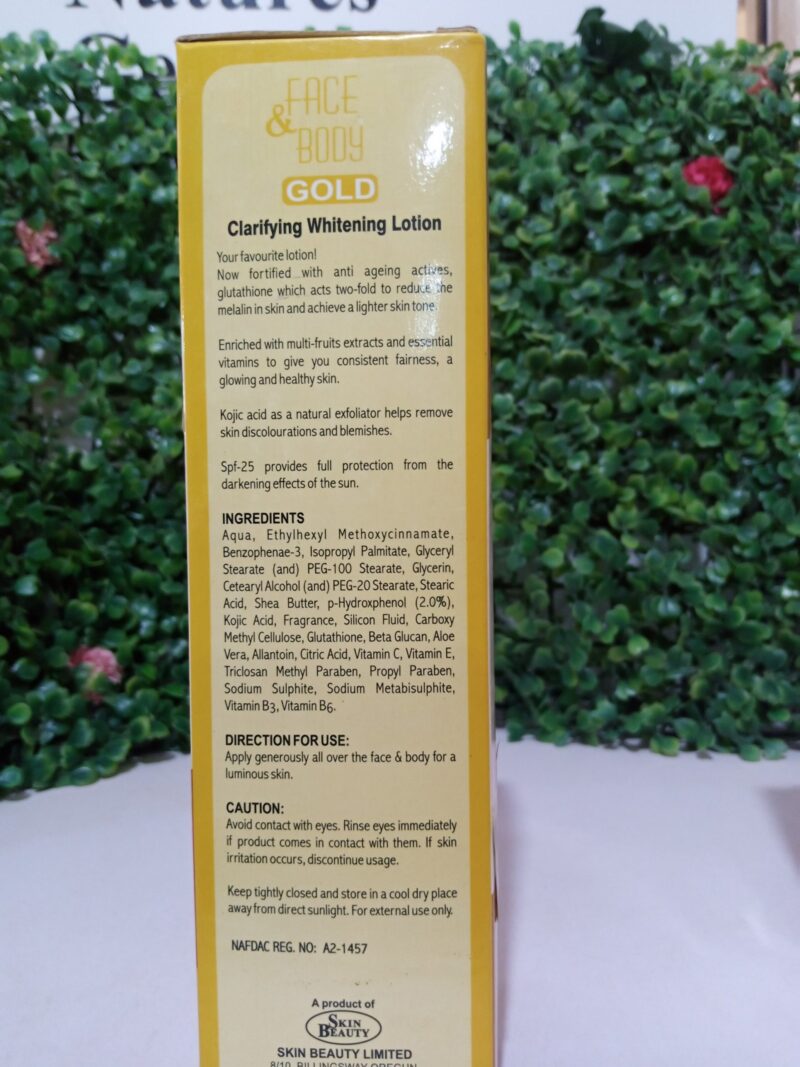 Natures
FACE
&
BODY
GOLD
Clarifying Whitening Lotion
Your favourite lotion!
Now fortified with anti ageing actives,
glutathione which acts two-fold to reduce the
melalin in skin and achieve a lighter skin tone.
Enriched with multi-fruits extracts and essential
vitamins to give you consistent fairness, a
glowing and healthy skin.
Kojic acid as a natural exfoliator helps remove
skin discolourations and blemishes.
Spf-25 provides full protection from the
darkening effects of the sun.
INGREDIENTS
Aqua, Ethylhexyl Methoxycinnamate,
Benzophenae-3, Isopropyl Palmitate, Glyceryl
Stearate (and) PEG-100 Stearate, Glycerin,
Cetearyl Alcohol (and) PEG-20 Stearate, Stearic
Acid, Shea Butter, p-Hydroxphenol (2.0%),
Kojic Acid, Fragrance, Silicon Fluid, Carboxy
Methyl Cellulose, Glutathione, Beta Glucan, Aloe
Vera, Allantoin, Citric Acid, Vitamin C, Vitamin E,
Triclosan Methyl Paraben, Propyl Paraben,
Sodium Sulphite, Sodium Metabisulphite,
Vitamin B3, Vitamin B6.
DIRECTION FOR USE:
Apply generously all over the face & body for a
luminous skin.
CAUTION:
Avoid contact with eyes. Rinse eyes immediately
if product comes in contact with them. If skin
irritation occurs, discontinue usage.
Keep tightly closed and store in a cool dry place
away from direct sunlight. For external use only.
NAFDAC REG. NO: A2-1457
A product of
SKIN
BEAUTY
SKIN BEAUTY LIMITED
8/10, BILLINGSWAY OREGUN